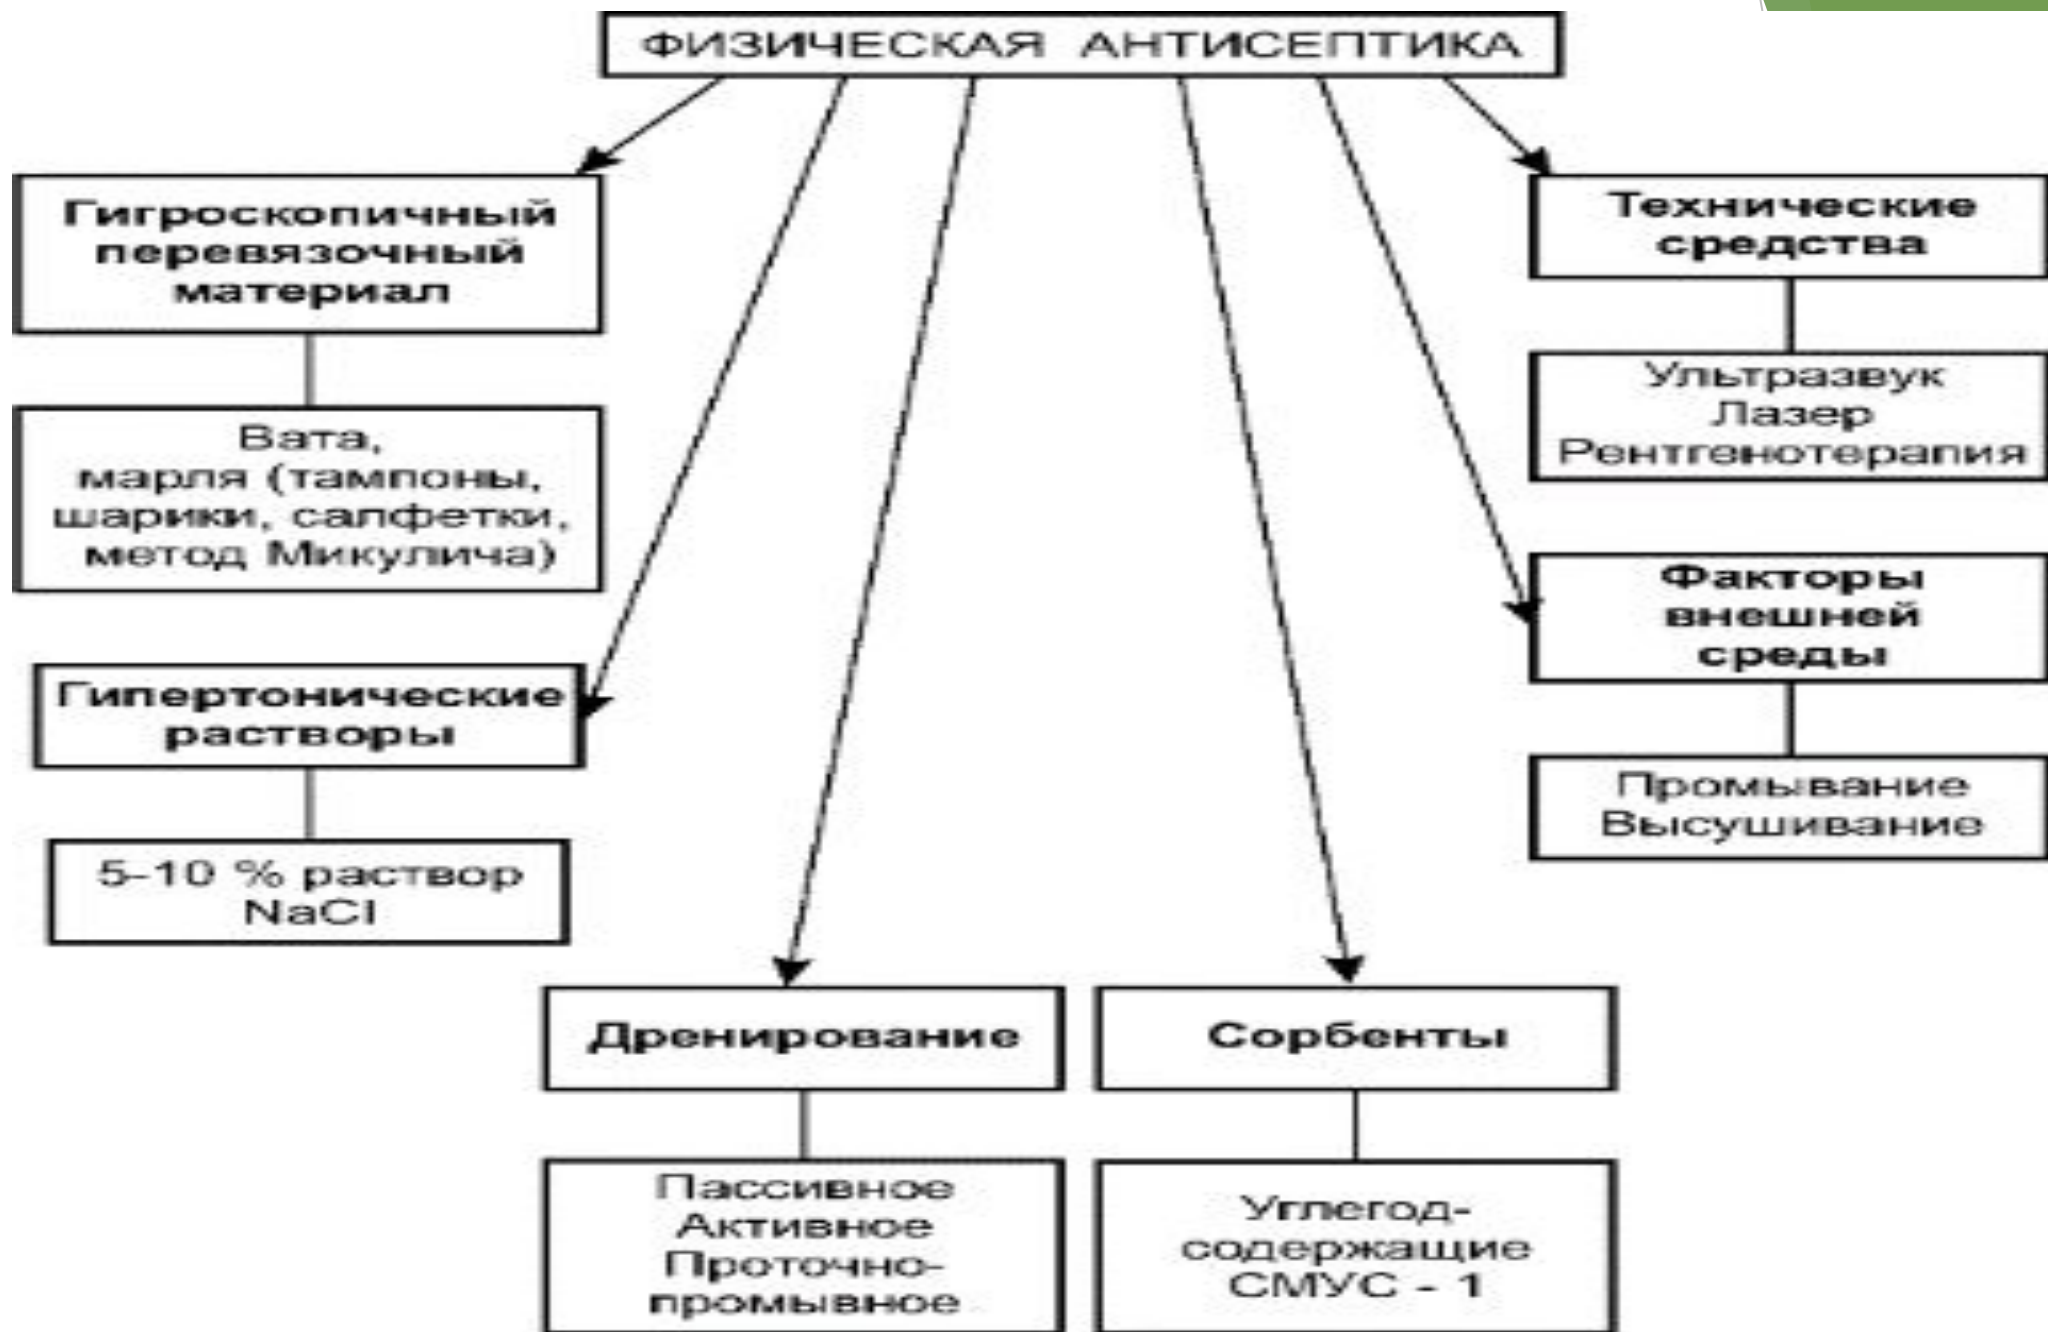 ФИЗИЧЕСКАЯ АНТИСЕПТИКА
Гигроскопичный
перевязочный
материал
Вата,
марля (тампоны,
шарики, салфетки,
метод Микулича)
Гипертонические
растворы
5-10 % раствор
NaCl
Дренирование
Пассивное
Активное
Проточно-
промывное
Сорбенты
Углегод-
содержащие
СМУС - 1
Технические
средства
Ультразвук
Лазер
Рентгенотерапия
Факторы
внешней
среды
Промывание
Высушивание